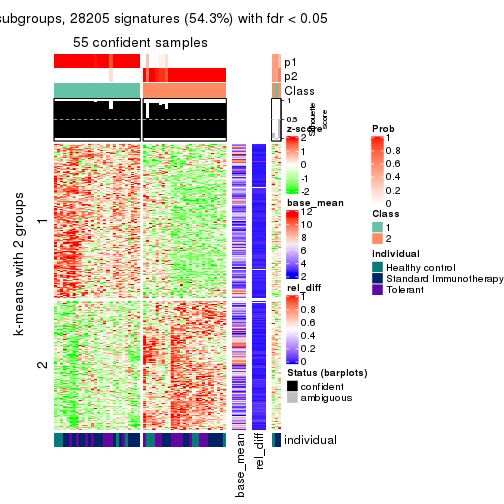 subgroups, 28205 signatures (54.3%) with fdr < 0.05
55 confident samples
p1
p2
Class
1
0.5
0
Silhouette
score
k-means with 2 groups
1
2
individual
base_mean
rel_diff
z-score
2
1
0
-1
-2
base_mean
12
10
8
6
4
2
rel_diff
1
0.8
0.6
0.4
0.2
0
Status (barplots)
confident
ambiguous
Prob
1
0.8
0.6
0.4
0.2
0
Class
1
2
individual
Healthy control
Standard Immunotherapy
Tolerant